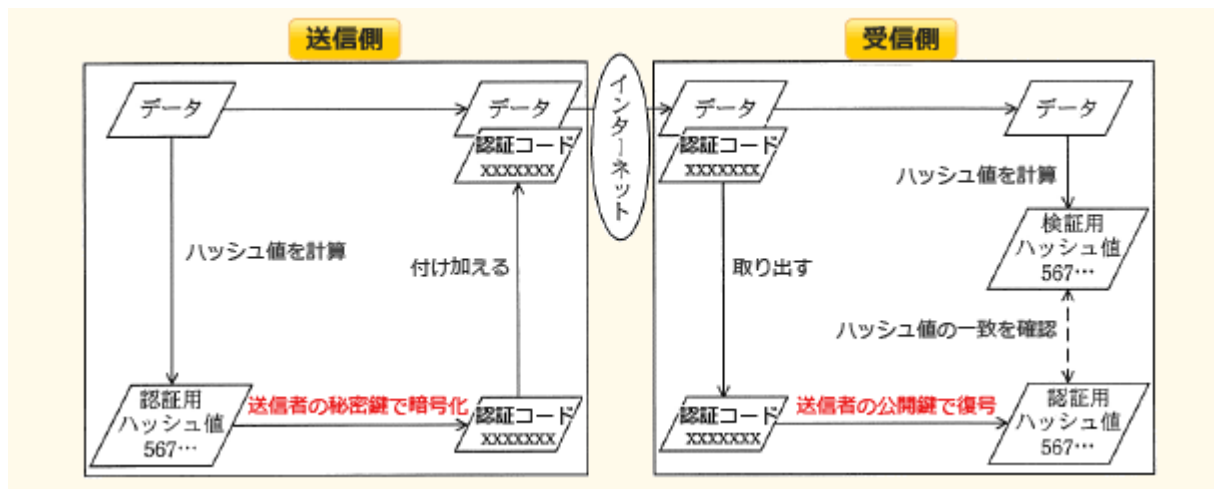 送信側
受信側
データ
データ
認証コード
xxxxxxx
インターネット
データ
認証コード
xxxxxxx
データ
ハッシュ値を計算
付け加える
取り出す
ハッシュ値を計算
検証用
ハッシュ値
567…
ハッシュ値の一致を確認
認証用
ハッシュ値
567…
送信者の秘密鍵で暗号化
認証コード
xxxxxxx
認証コード
xxxxxxx
送信者の公開鍵で復号
認証用
ハッシュ値
567…